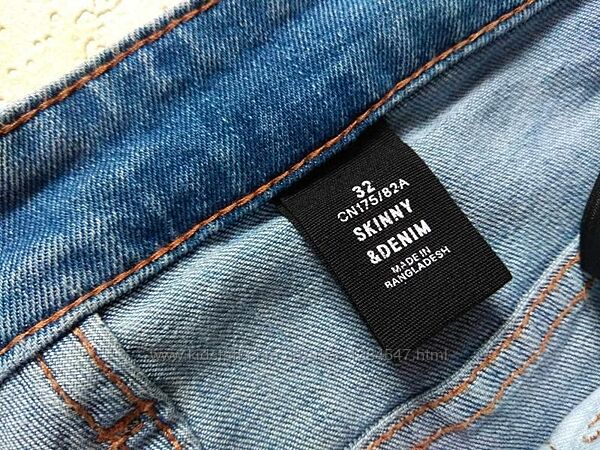 32
CN175/82A
SKINNY
&DENIM
MADE IN
BANGLADESH